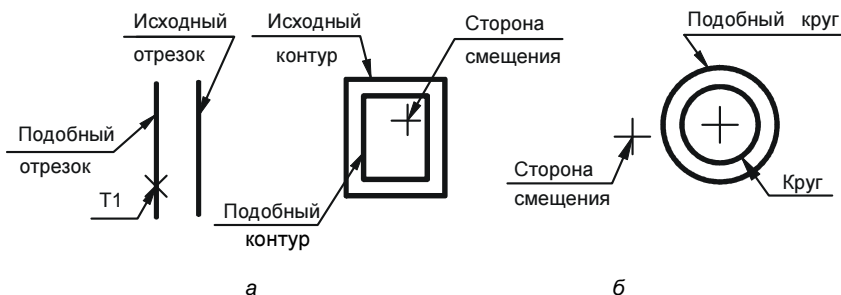 Исходный
отрезок
Подобный
отрезок
Т1
Исходный
контур
Сторона
смещения
Подобный
контур
Подобный круг
Сторона
смещения
Круг
а
б